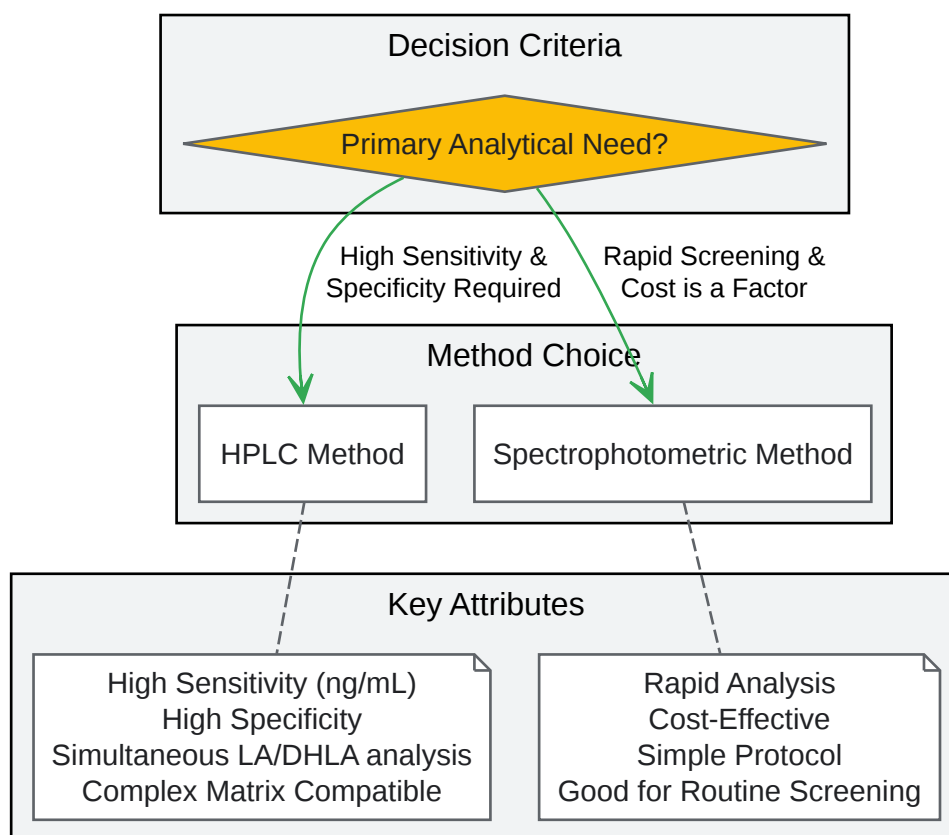 Decision Criteria
Primary Analytical Need?
High Sensitivity &
Specificity Required
Rapid Screening &
Cost is a Factor
Method Choice
HPLC Method
Spectrophotometric Method
Key Attributes
High Sensitivity (ng/mL)
High Specificity
Simultaneous LA/DHLA analysis
Complex Matrix Compatible
Rapid Analysis
Cost-Effective
Simple Protocol
Good for Routine Screening